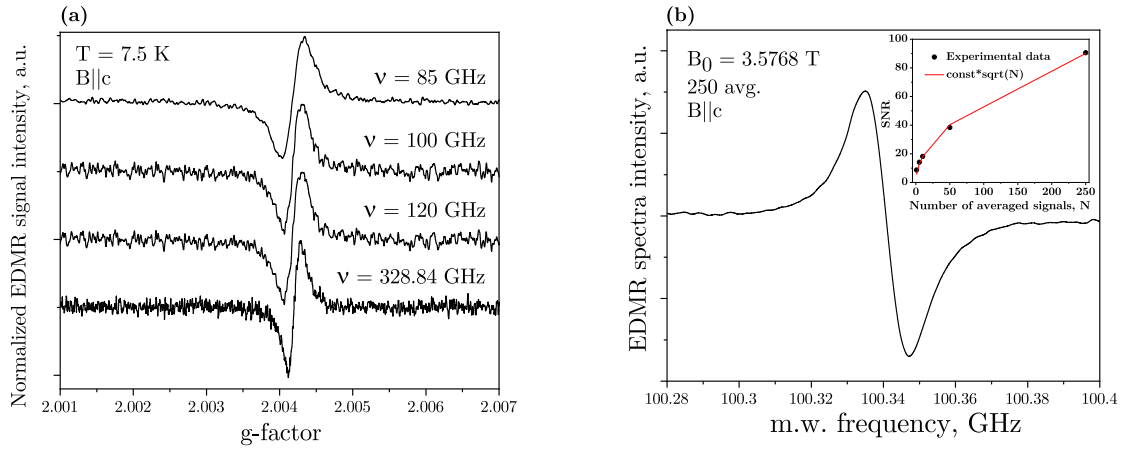 (a)
T = 7.5 K
B||c
ν = 85 GHz
ν = 100 GHz
ν = 120 GHz
ν = 328.84 GHz
Normalized EDMR signal intensity, a.u.
2.001 2.002 2.003 2.004 2.005 2.006 2.007
g-factor
(b)
B0 = 3.5768 T
250 avg.
B||c
EDMR spectra intensity, a.u.
100.28 100.3 100.32 100.34 100.36 100.38 100.4
m.w. frequency, GHz
Experimental data
const*sqrt(N)
SNR
100
80
60
40
20
0
0 50 100 150 200 250
Number of averaged signals, N